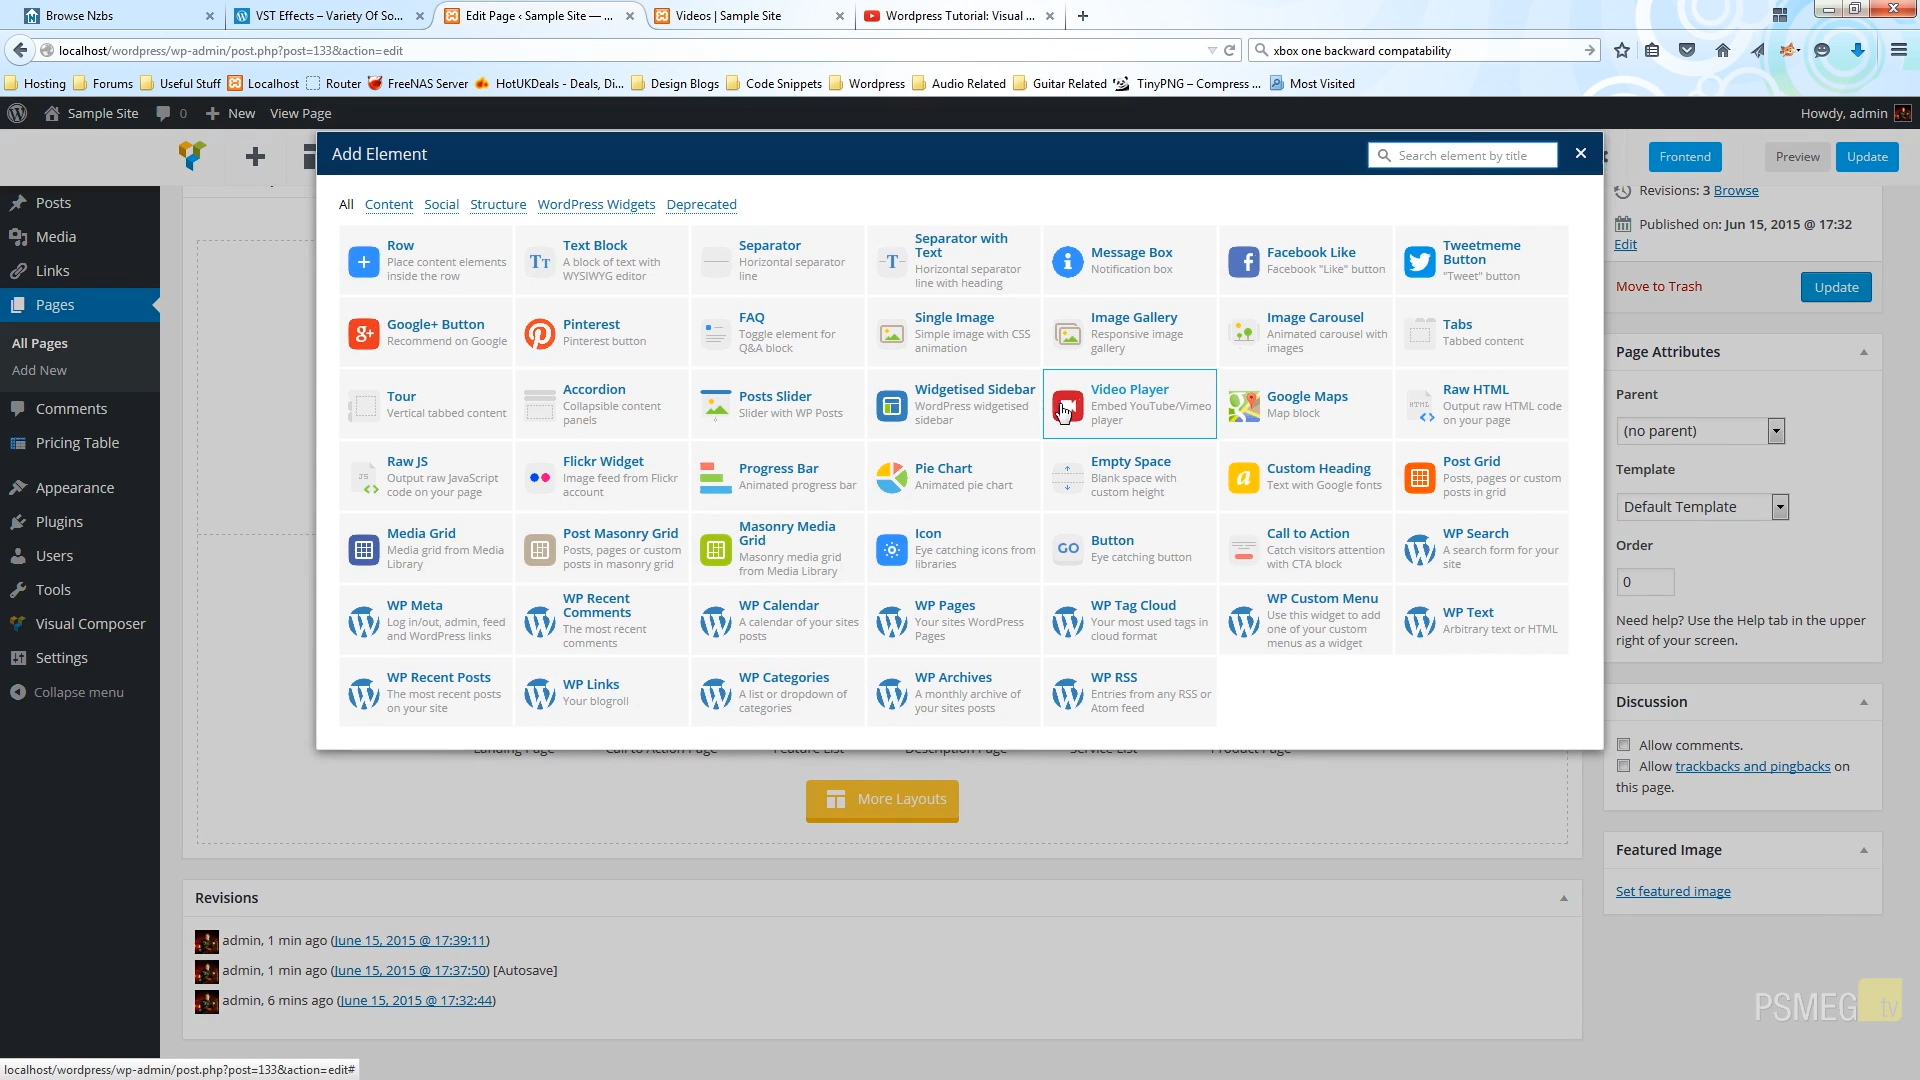 Browse Nzbs
VST Effects – Variety Of So...
Edit Page ‹ Sample Site — ...
Videos | Sample Site
Wordpress Tutorial: Visual ...
localhost/wordpress/wp-admin/post.php?post=133&action=edit
xbox one backward compatability
Hosting
Forums
Useful Stuff
Localhost
Router
FreeNAS Server
HotUKDeals - Deals, Di...
Design Blogs
Code Snippets
Wordpress
Audio Related
Guitar Related
TinyPNG – Compress ...
Most Visited
Sample Site
0
New
View Page
Howdy, admin
Add Element
Search element by title
Frontend
Preview
Update
Posts
Media
Links
Pages
All Pages
Add New
Comments
Pricing Table
Appearance
Plugins
Users
Tools
Visual Composer
Settings
Collapse menu
All
Content
Social
Structure
WordPress Widgets
Deprecated
Row
Place content elements
inside the row
Text Block
A block of text with
WYSIWYG editor
Separator
Horizontal separator
line
Separator with
Text
Horizontal separator
line with heading
Message Box
Notification box
Facebook Like
Facebook "Like" button
Tweetmeme
Button
"Tweet" button
Google+ Button
Recommend on Google
Pinterest
Pinterest button
FAQ
Toggle element for
Q&A block
Single Image
Simple image with CSS
animation
Image Gallery
Responsive image
gallery
Image Carousel
Animated carousel with
images
Tabs
Tabbed content
Tour
Vertical tabbed content
Accordion
Collapsible content
panels
Posts Slider
Slider with WP Posts
Widgetised Sidebar
WordPress widgetised
sidebar
Video Player
Embed YouTube/Vimeo
player
Google Maps
Map block
Raw HTML
Output raw HTML code
on your page
Raw JS
Output raw JavaScript
code on your page
Flickr Widget
Image feed from Flickr
account
Progress Bar
Animated progress bar
Pie Chart
Animated pie chart
Empty Space
Blank space with
custom height
Custom Heading
Text with Google fonts
Post Grid
Posts, pages or custom
posts in grid
Media Grid
Media grid from Media
Library
Post Masonry Grid
Posts, pages or custom
posts in masonry grid
Masonry Media
Grid
Masonry media grid
from Media Library
Icon
Eye catching icons from
libraries
GO
Button
Eye catching button
Call to Action
Catch visitors attention
with CTA block
WP Search
A search form for your
site
WP Meta
Log in/out, admin, feed
and WordPress links
WP Recent
Comments
The most recent
comments
WP Calendar
A calendar of your sites
posts
WP Pages
Your sites WordPress
Pages
WP Tag Cloud
Your most used tags in
cloud format
WP Custom Menu
Use this widget to add
one of your custom
menus as a widget
WP Text
Arbitrary text or HTML
WP Recent Posts
The most recent posts
on your site
WP Links
Your blogroll
WP Categories
A list or dropdown of
categories
WP Archives
A monthly archive of
your sites posts
WP RSS
Entries from any RSS or
Atom feed
Landing Page
Call to Action Page
Feature List
Description Page
Service List
Product Page
More Layouts
Revisions
admin, 1 min ago (June 15, 2015 @ 17:39:11)
admin, 1 min ago (June 15, 2015 @ 17:37:50) [Autosave]
admin, 6 mins ago (June 15, 2015 @ 17:32:44)
Revisions: 3 Browse
Published on: Jun 15, 2015 @ 17:32
Edit
Move to Trash
Update
Page Attributes
Parent
(no parent)
Template
Default Template
Order
0
Need help? Use the Help tab in the upper
right of your screen.
Discussion
Allow comments.
Allow trackbacks and pingbacks on
this page.
Featured Image
Set featured image
PSMEG tv
localhost/wordpress/wp-admin/post.php?post=133&action=edit#